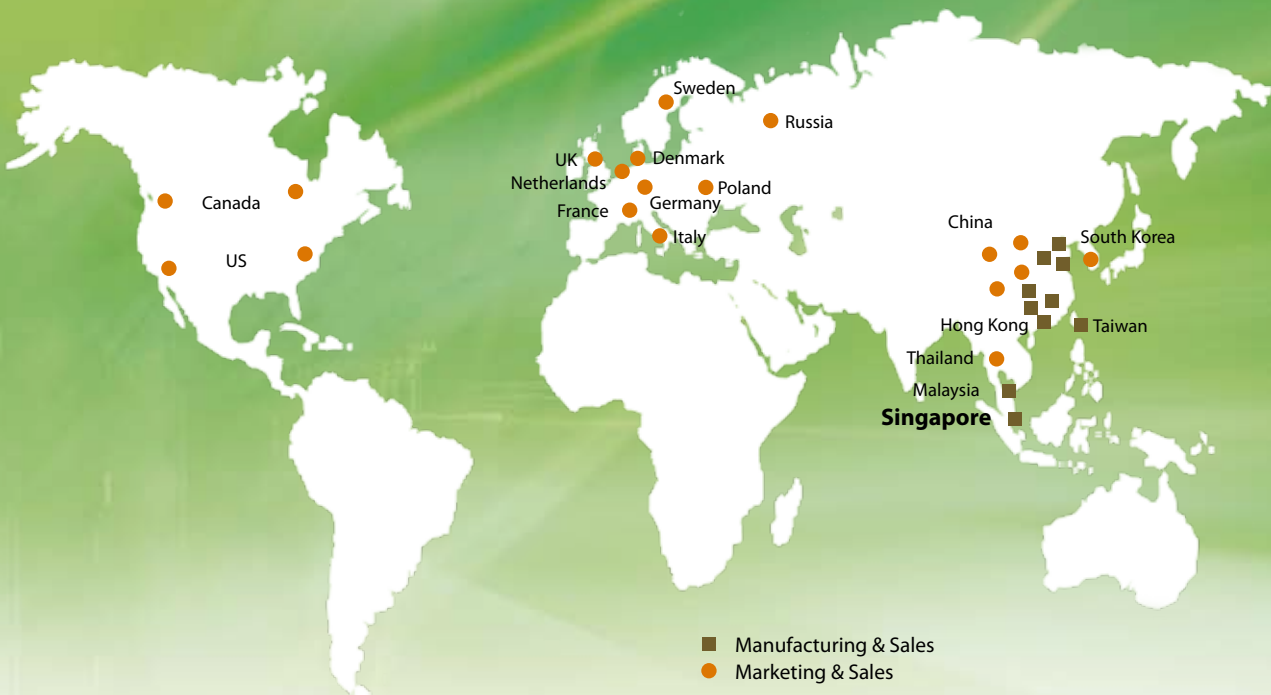 Sweden
Russia
UK
Denmark
Netherlands
Poland
Canada
Germany
France
China
Italy
South Korea
US
Hong Kong
Taiwan
Thailand
Malaysia
Singapore
Manufacturing & Sales
Marketing & Sales